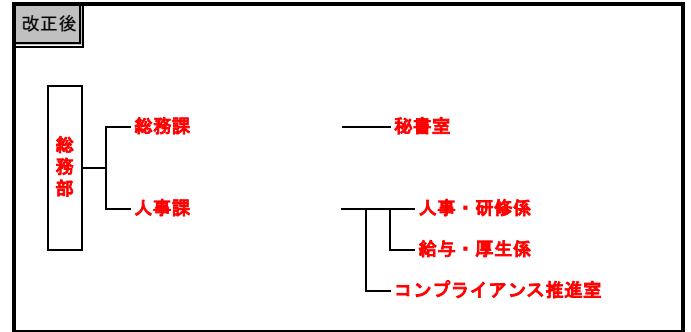 改正後
総務部
総務課
秘書室
人事課
人事・研修係
給与・厚生係
コンプライアンス推進室